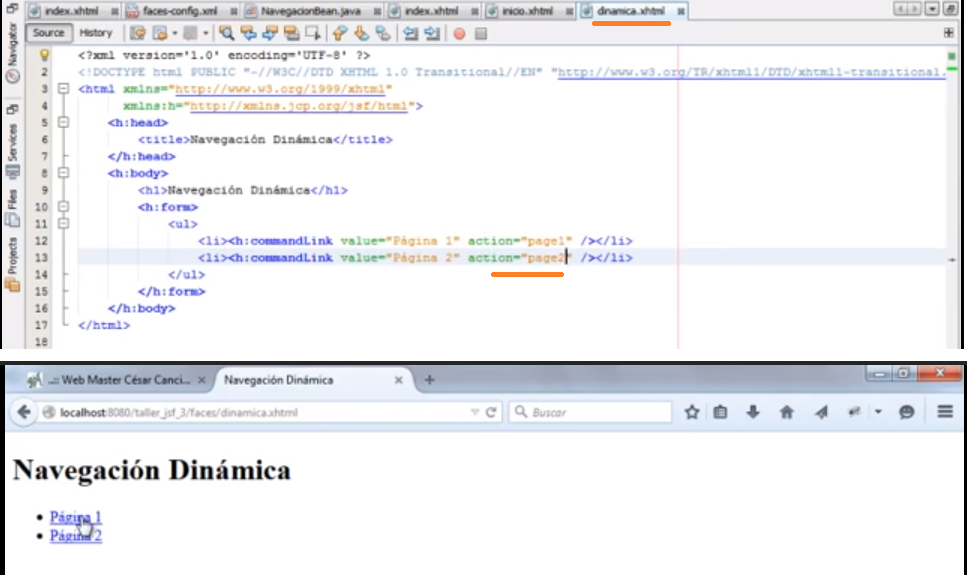 index.xhtml faces-config.xml NavegacionBean.java index.xhtml inicio.xhtml dinamica.xhtml
Source History
Navigator
Services
Files
Projects
1 <?xml version='1.0' encoding='UTF-8' ?>
2 <!DOCTYPE html PUBLIC "-//W3C//DTD XHTML 1.0 Transitional//EN" "http://www.w3.org/TR/xhtml1/DTD/xhtml1-transitional.
3 <html xmlns="http://www.w3.org/1999/xhtml"
4 xmlns:h="http://xmlns.jcp.org/jsf/html">
5 <h:head>
6 <title>Navegación Dinámica</title>
7 </h:head>
8 <h:body>
9 <h1>Navegación Dinámica</h1>
10 <h:form>
11 <ul>
12 <li><h:commandLink value="Página 1" action="page1" /></li>
13 <li><h:commandLink value="Página 2" action="page2" /></li>
14 </ul>
15 </h:form>
16 </h:body>
17 </html>
18
..:: Web Master César Canci... Navegación Dinámica
localhost:8080/taller_jsf_3/faces/dinamica.xhtml Buscar
Navegación Dinámica
Página 1
Página 2